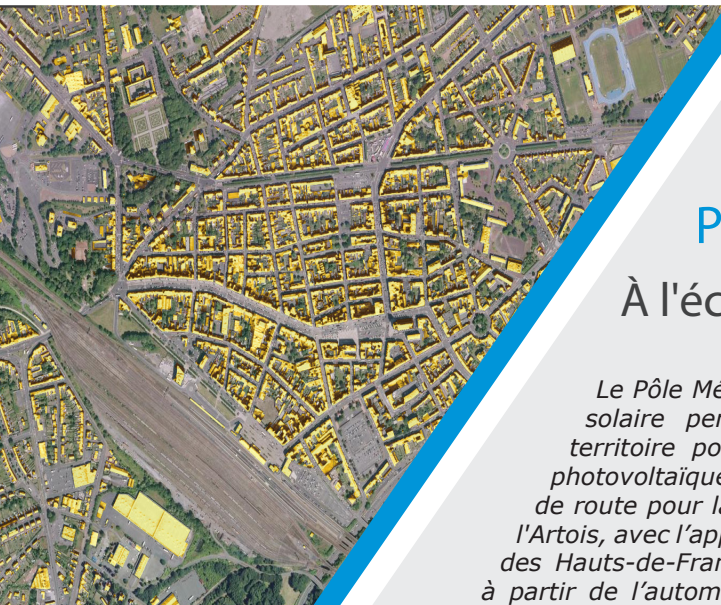 P
À l'éc
Le Pôle Mé
solaire per
territoire po
photovoltaïque
de route pour la
l'Artois, avec l'app
des Hauts-de-Fran
à partir de l'autom